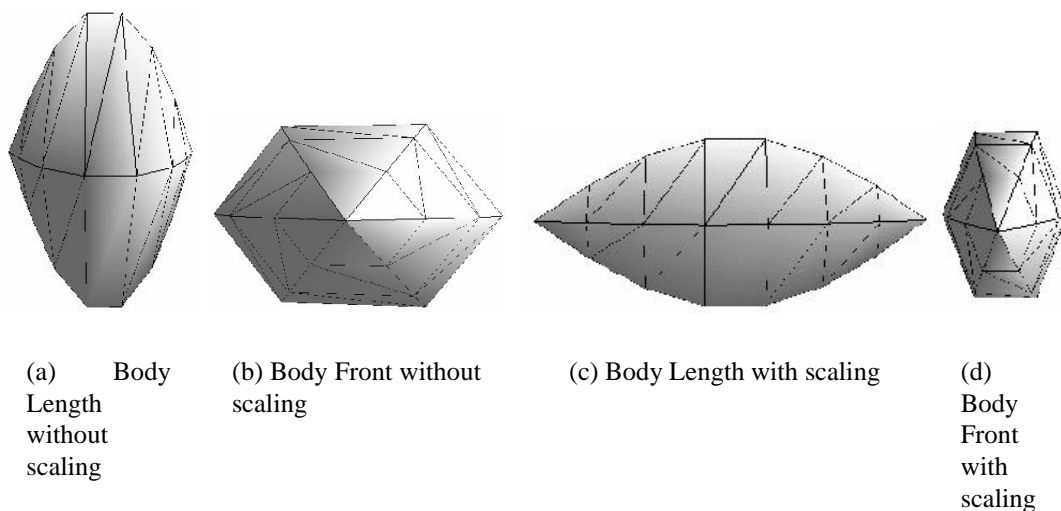 (a) Body
Length
without
scaling
(b) Body Front without
scaling
(c) Body Length with scaling
(d)
Body
Front
with
scaling